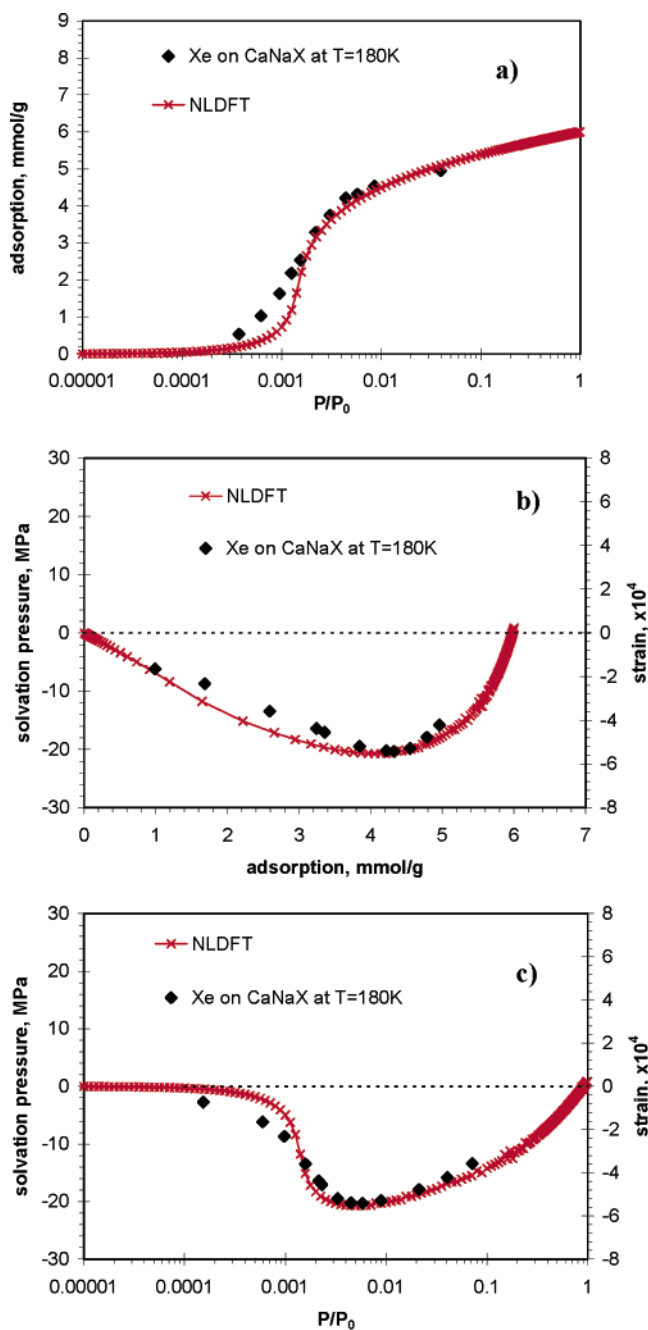 9
8
7
6
5
4
3
2
1
0
adsorption, mmol/g
Xe on CaNaX at T=180K
NLDFT
a)
0.00001 0.0001 0.001 0.01 0.1 1
P/P0
30
20
10
0
-10
-20
-30
solvation pressure, MPa
NLDFT
Xe on CaNaX at T=180K
b)
8
6
4
2
0
-2
-4
-6
-8
strain, x10^4
0 1 2 3 4 5 6 7
adsorption, mmol/g
30
20
10
0
-10
-20
-30
solvation pressure, MPa
NLDFT
Xe on CaNaX at T=180K
c)
8
6
4
2
0
-2
-4
-6
-8
strain. x10^4
0.00001 0.0001 0.001 0.01 0.1 1
P/P0